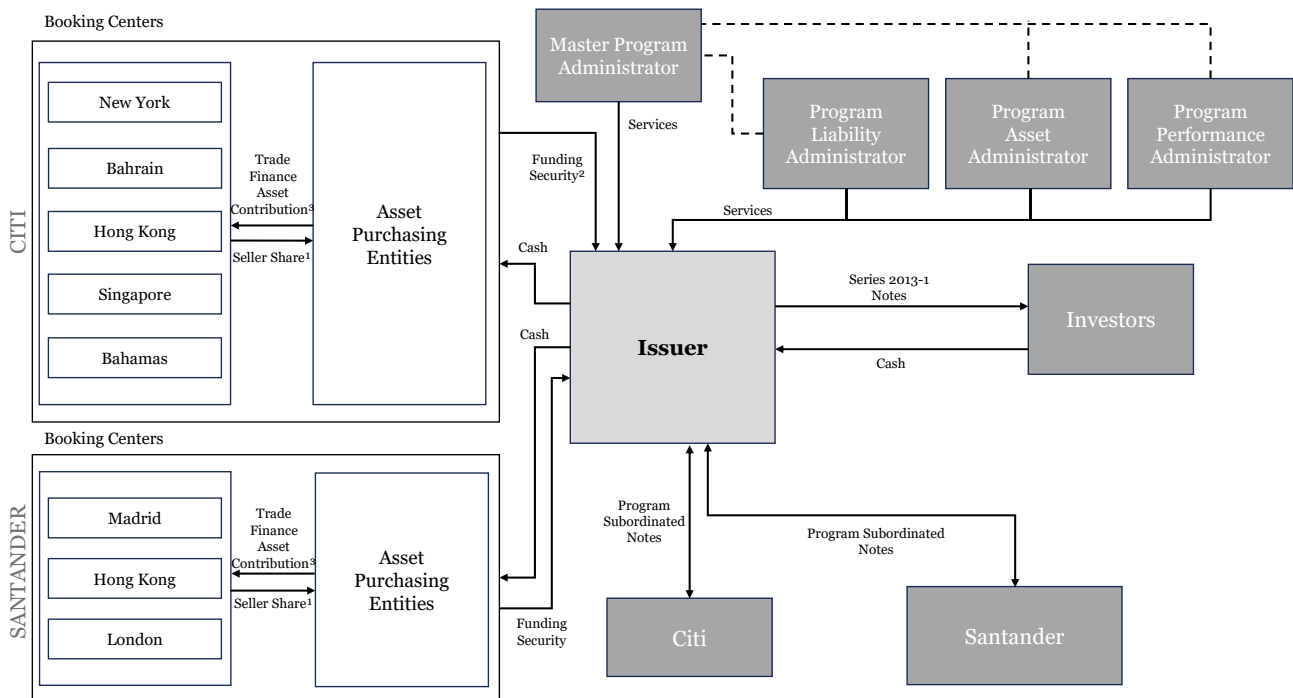 Booking Centers
CITI
New York
Bahrain
Hong Kong
Singapore
Bahamas
Trade
Finance
Asset
Contribution³
Seller Share¹
Asset
Purchasing
Entities
Funding
Security²
Cash
Master Program
Administrator
Services
Program
Liability
Administrator
Program
Asset
Administrator
Program
Performance
Administrator
Services
Issuer
Series 2013-1
Notes
Investors
Cash
Cash
Booking Centers
SANTANDER
Madrid
Hong Kong
London
Trade
Finance
Asset
Contribution³
Seller Share¹
Asset
Purchasing
Entities
Funding
Security
Program
Subordinated
Notes
Program Subordinated
Notes
Citi
Santander